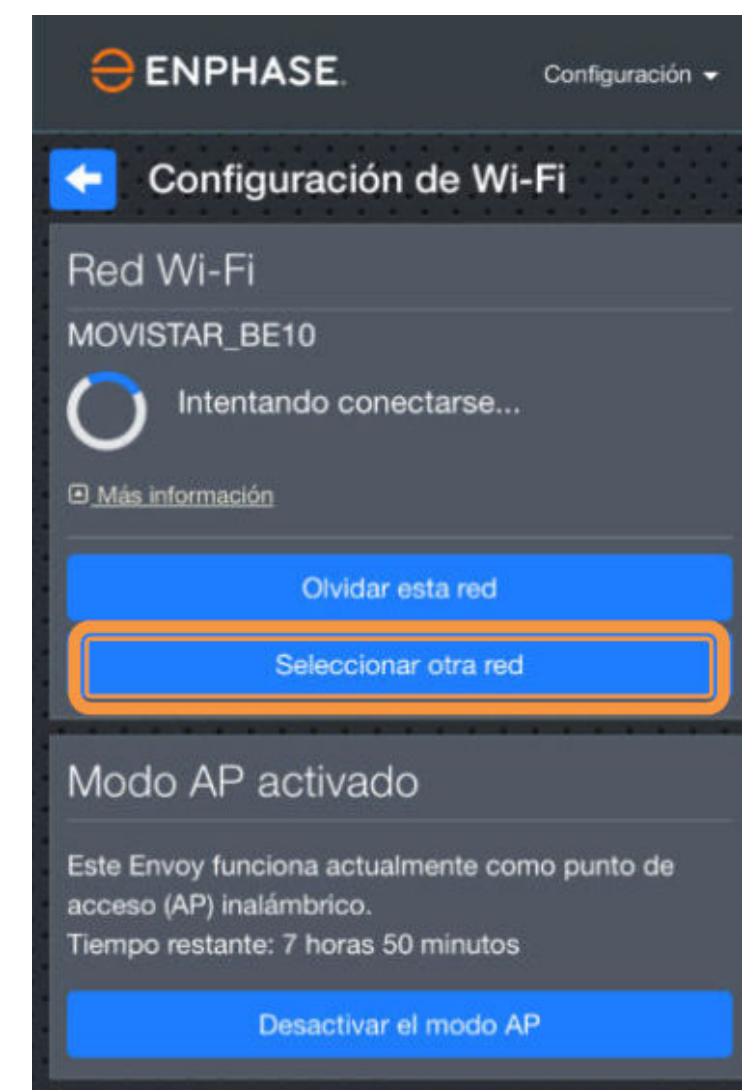 ENPHASE.
Configuración
Configuración de Wi-Fi
Red Wi-Fi
MOVISTAR_BE10
Intentando conectarse...
Más información
Olvidar esta red
Seleccionar otra red
Modo AP activado
Este Envoy funciona actualmente como punto de
acceso (AP) inalámbrico.
Tiempo restante: 7 horas 50 minutos
Desactivar el modo AP